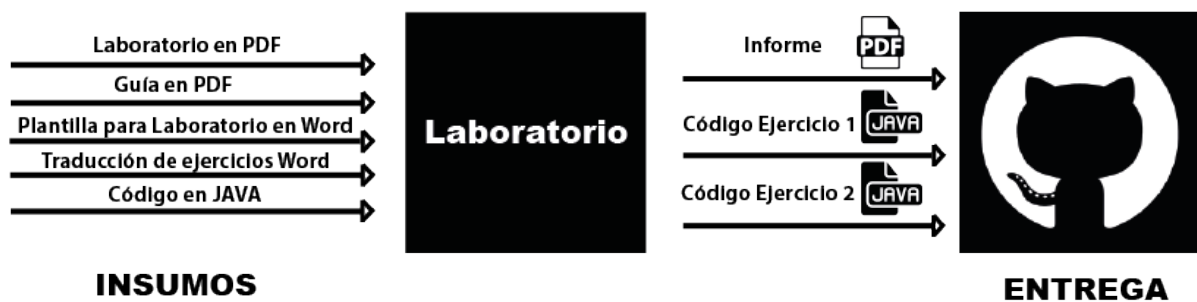 Laboratorio en PDF
Guía en PDF
Plantilla para Laboratorio en Word
Traducción de ejercicios Word
Código en JAVA
INSUMOS
Laboratorio
Informe
PDF
Código Ejercicio 1
JAVA
Código Ejercicio 2
JAVA
ENTREGA